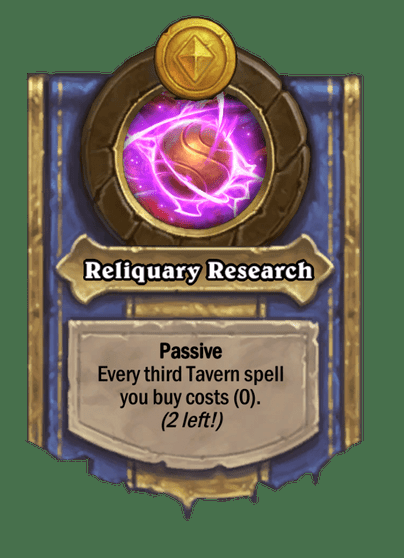 Reliquary Research
Passive
Every third Tavern spell
you buy costs (0).
(2 left!)